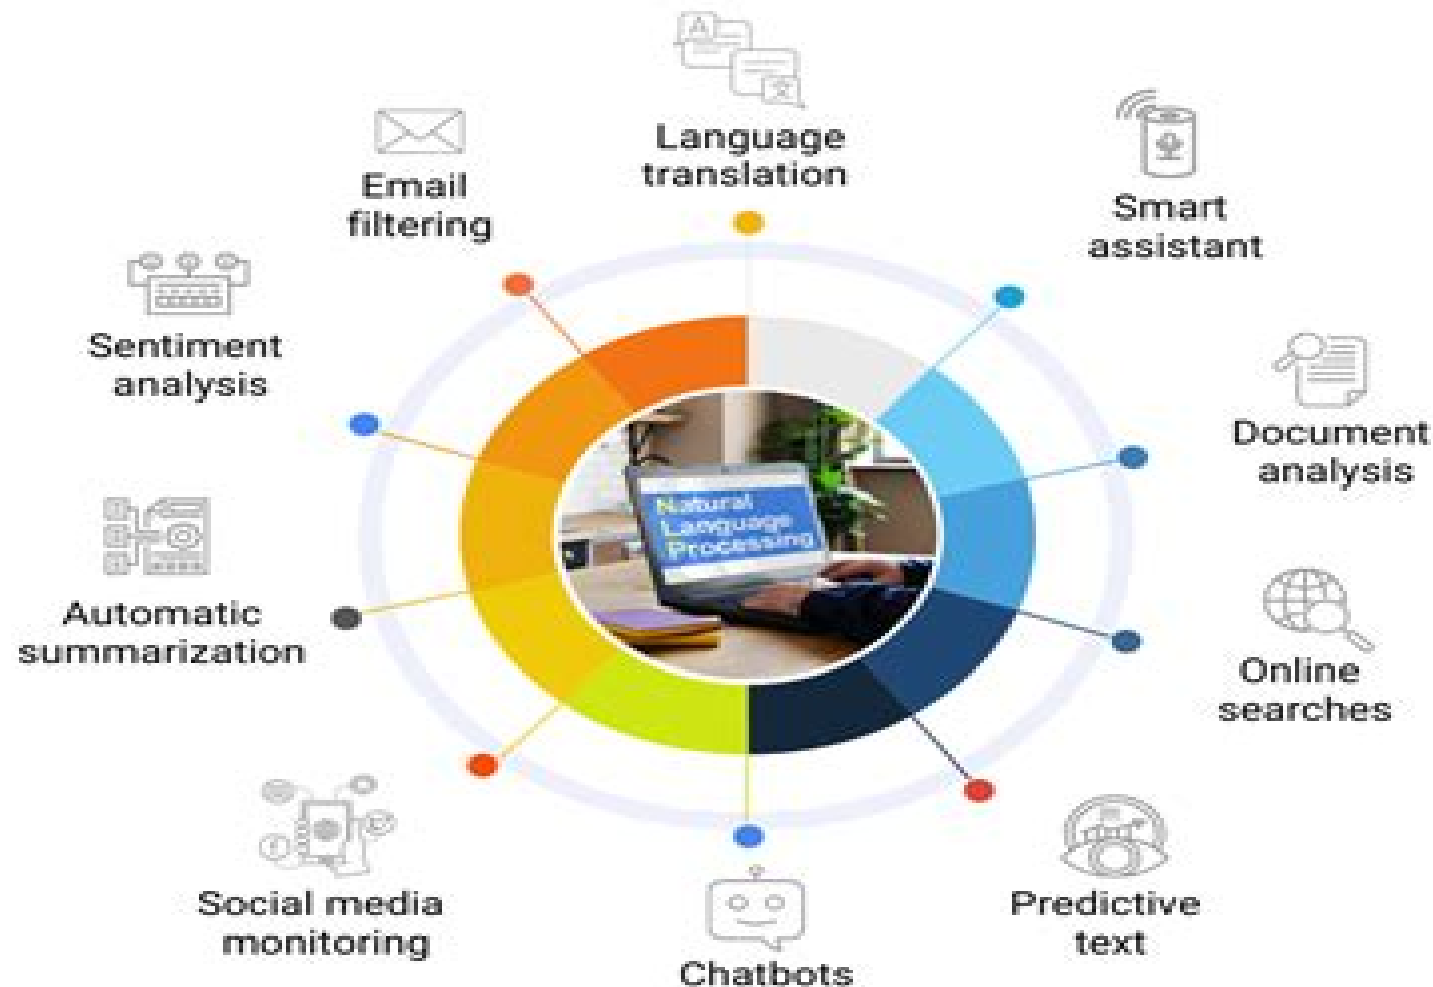 Language
translation
Smart
assistant
Document
analysis
Online
searches
Predictive
text
Chatbots
Social media
monitoring
Automatic
summarization
Sentiment
analysis
Email
filtering
Natural
Language
Processing
A